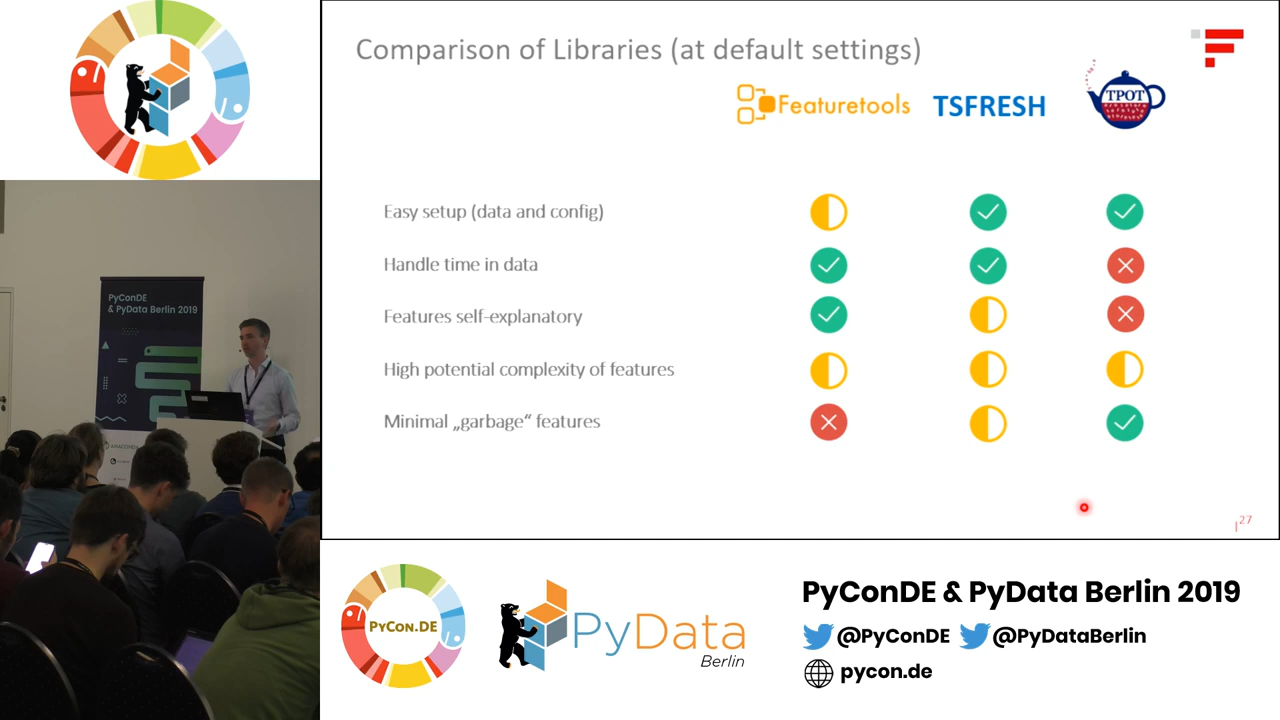 Comparison of Libraries (at default settings)
Featuretools
TSFRESH
TPOT
Easy setup (data and config)
Handle time in data
Features self-explanatory
High potential complexity of features
Minimal „garbage“ features
27
PyConDE
& PyData Berlin 2019
PYCON.DE
PyData
Berlin
PyConDE & PyData Berlin 2019
@PyConDE @PyDataBerlin
pycon.de